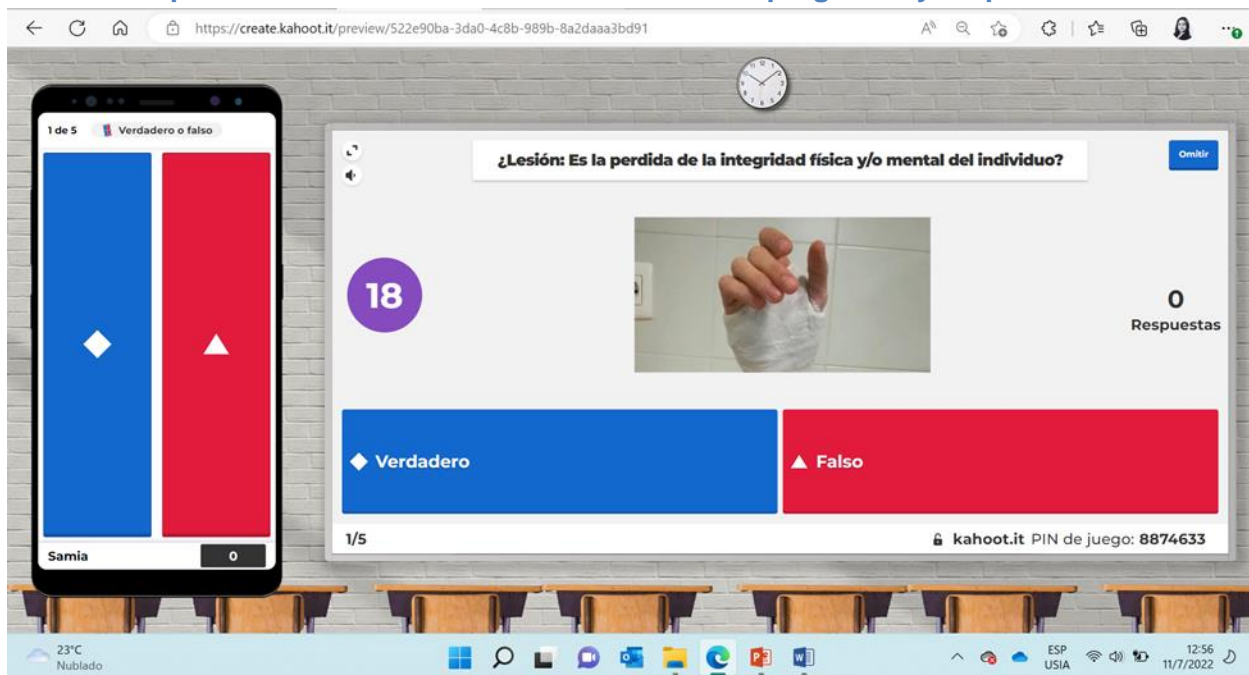 https://create.kahoot.it/preview/522e90ba-3da0-4c8b-989b-8a2daaa3bd91
1 de 5 Verdadero o falso
¿Lesión: Es la perdida de la integridad física y/o mental del individuo?
Omitir
18
0
Respuestas
Verdadero
Falso
1/5
kahoot.it PIN de juego: 8874633
Samia 0
23°C
Nublado
ESP
USIA
12:56
11/7/2022